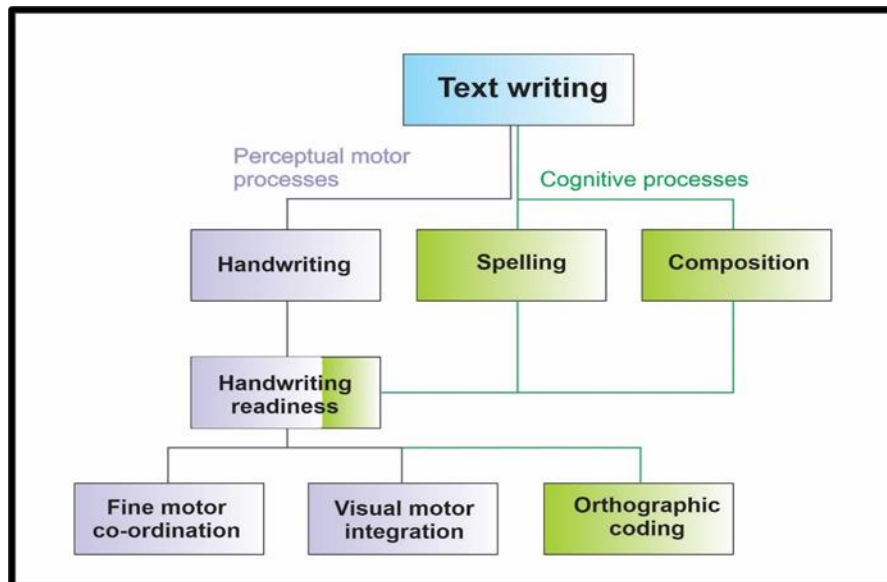 Text writing
Perceptual motor
processes
Cognitive processes
Handwriting
Spelling
Composition
Handwriting
readiness
Fine motor
co-ordination
Visual motor
integration
Orthographic
coding